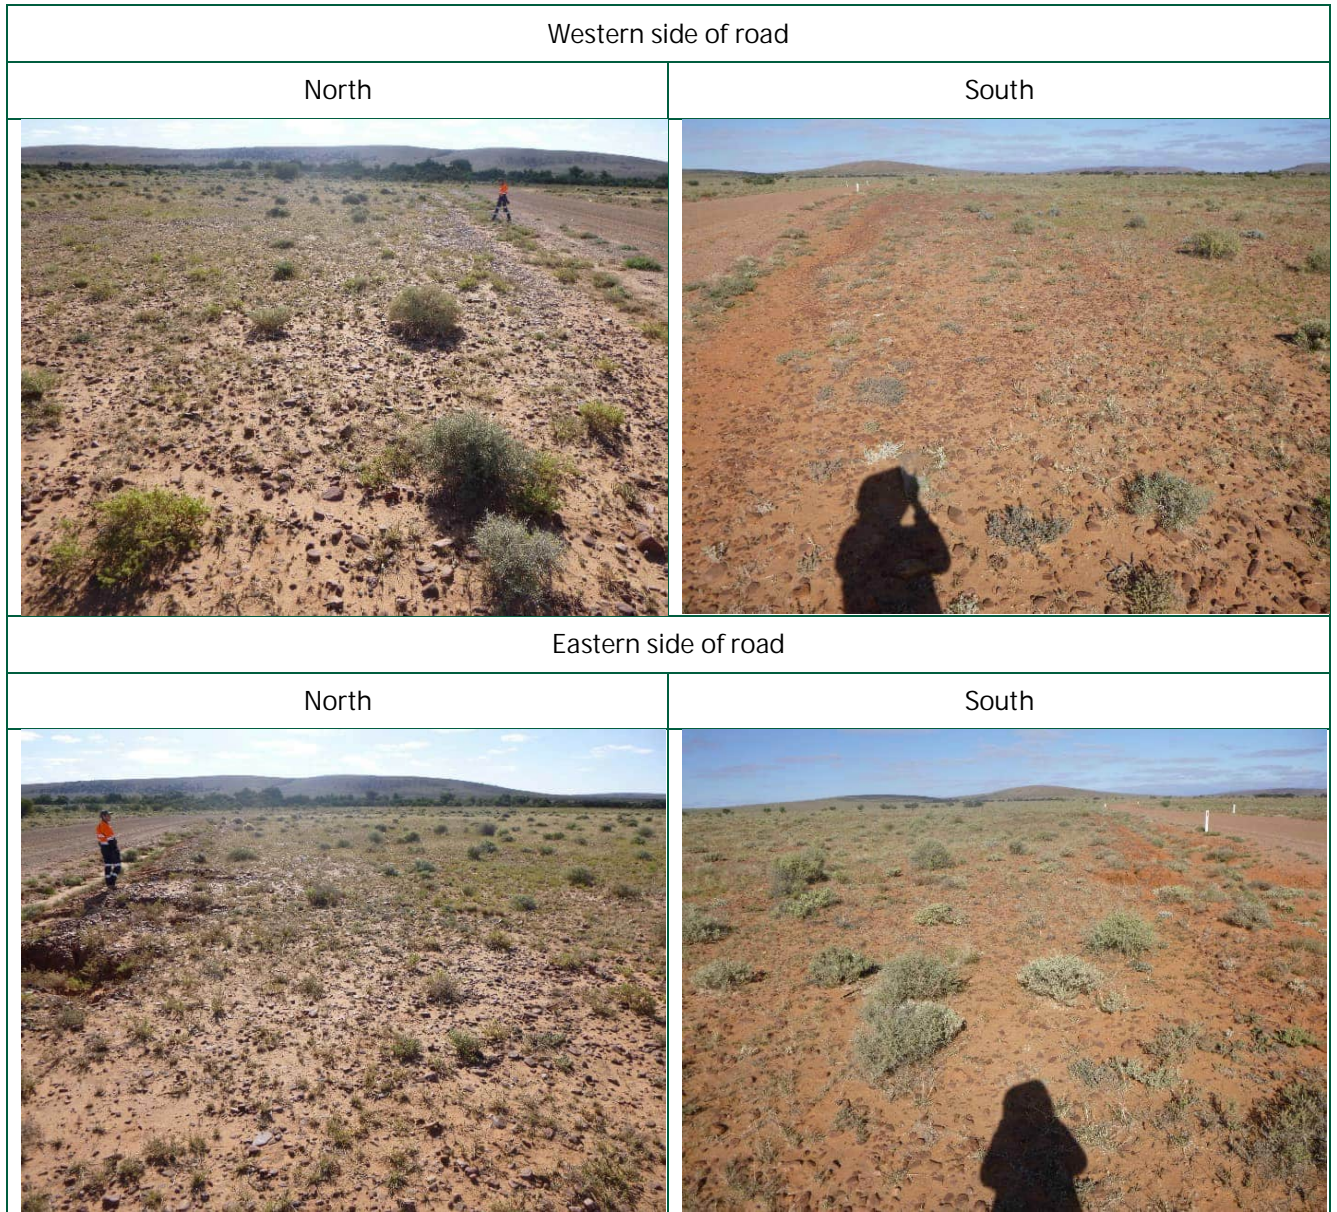 Western side of road
North
South
Eastern side of road
North
South